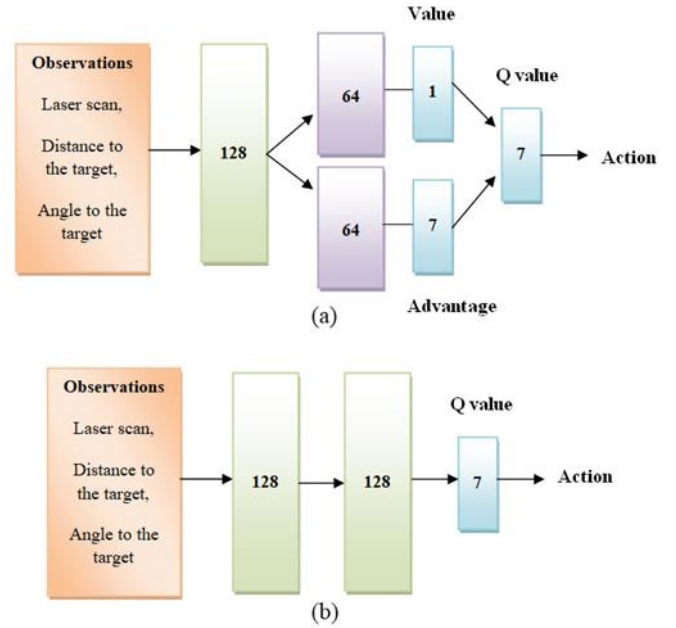 Value
Observations
Laser scan,
Distance to
the target,
Angle to the
target
128
64
1
Q value
7
Action
64
7
Advantage
(a)
Observations
Laser scan,
Distance to
the target,
Angle to the
target
128
128
Q value
7
Action
(b)